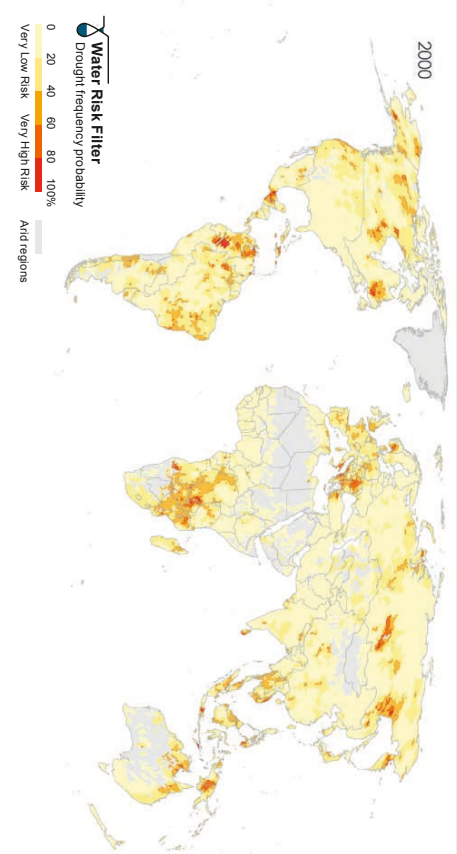 2000
Water Risk Filter
Drought frequency probability
0 20 40 60 80 100%
Very Low Risk Very High Risk
Arid regions